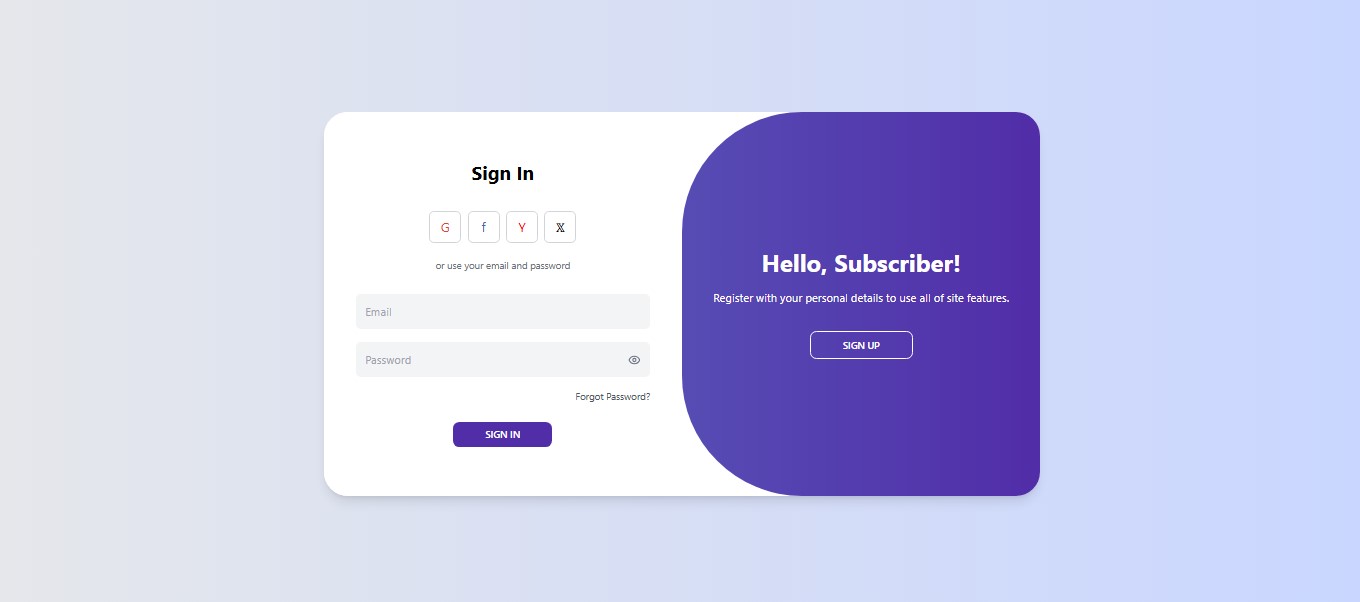 Sign In
G f Y 𝕏
or use your email and password
Email
Password
Forgot Password?
SIGN IN
Hello, Subscriber!
Register with your personal details to use all of site features.
SIGN UP